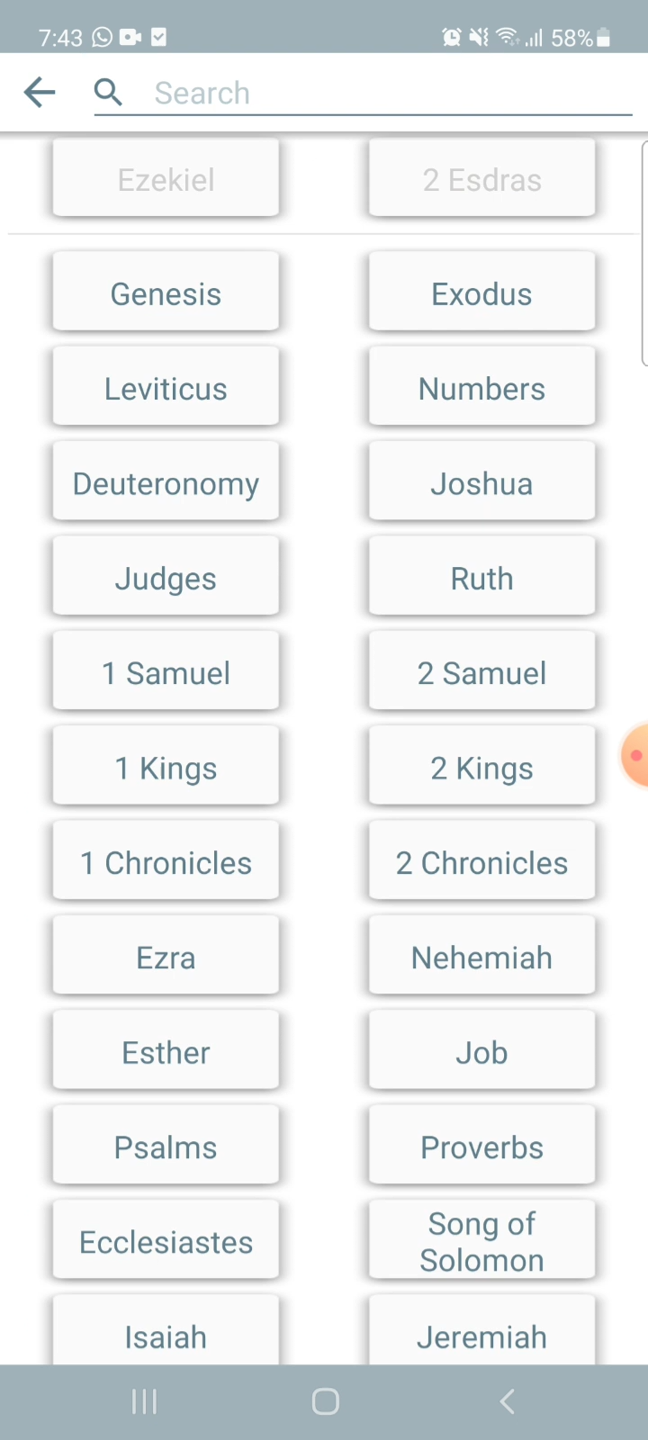 7:43
58%
Search
Ezekiel
2 Esdras
Genesis
Exodus
Leviticus
Numbers
Deuteronomy
Joshua
Judges
Ruth
1 Samuel
2 Samuel
1 Kings
2 Kings
1 Chronicles
2 Chronicles
Ezra
Nehemiah
Esther
Job
Psalms
Proverbs
Ecclesiastes
Song of
Solomon
Isaiah
Jeremiah